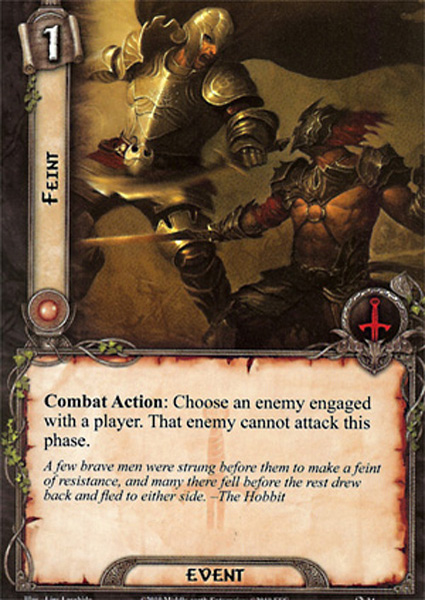 1
FEINT
Combat Action: Choose an enemy engaged
with a player. That enemy cannot attack this
phase.
A few brave men were strung before them to make a feint
of resistance, and many there fell before the rest drew
back and fled to either side. –The Hobbit
EVENT